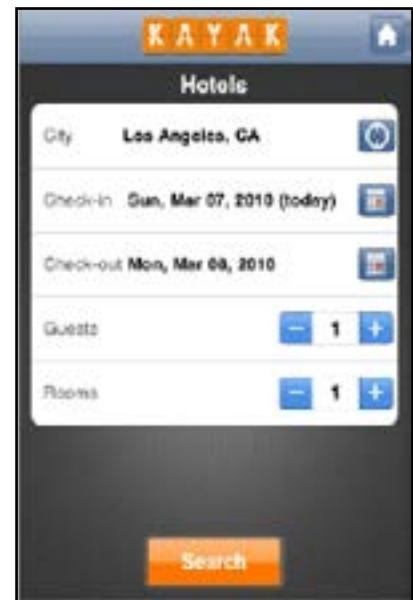 KAYAK
Hotels
City Los Angeles, CA
Check-in Sun, Mar 07, 2010 (today)
Check-out Mon, Mar 08, 2010
Guests − 1 +
Rooms − 1 +
Search